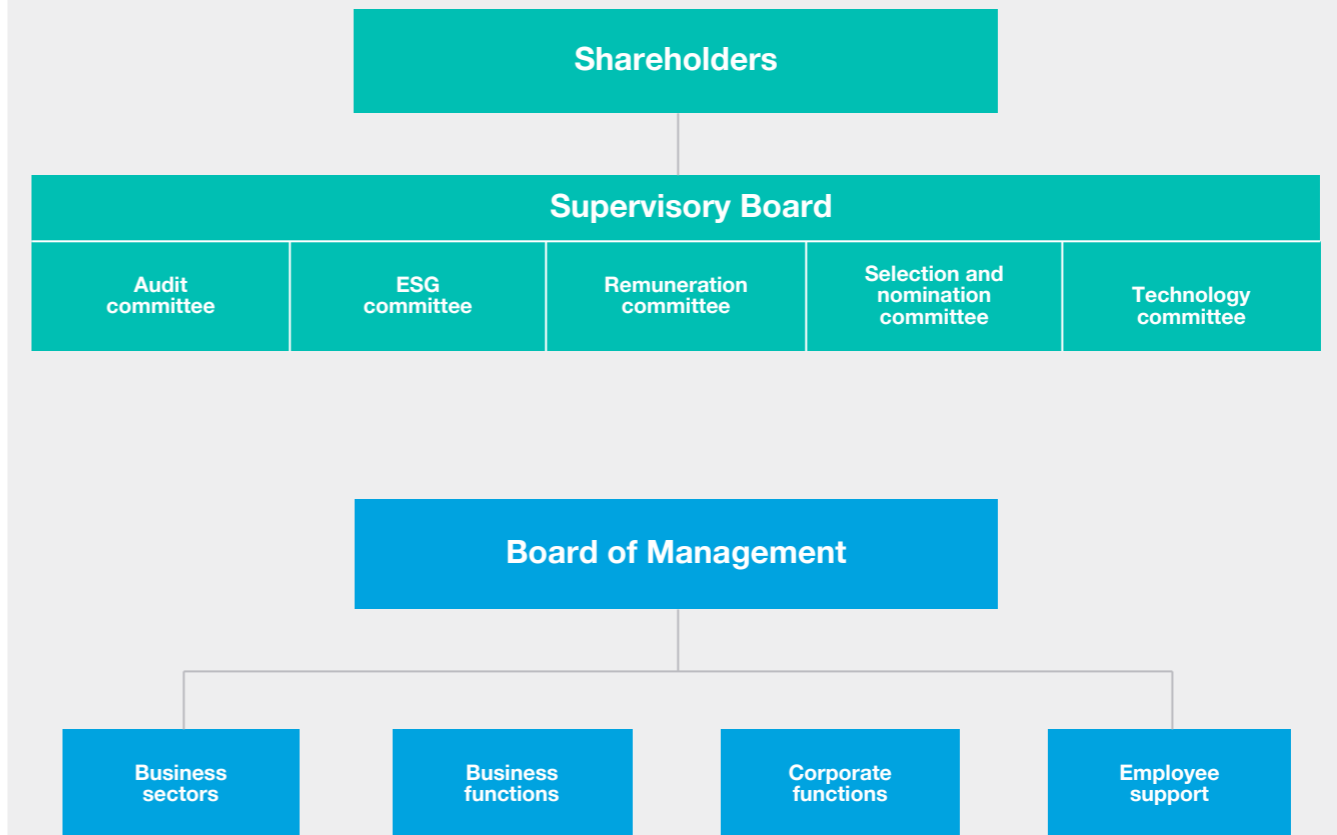 Shareholders
Supervisory Board
Audit
committee
ESG
committee
Remuneration
committee
Selection and
nomination
committee
Technology
committee
Board of Management
Business
sectors
Business
functions
Corporate
functions
Employee
support